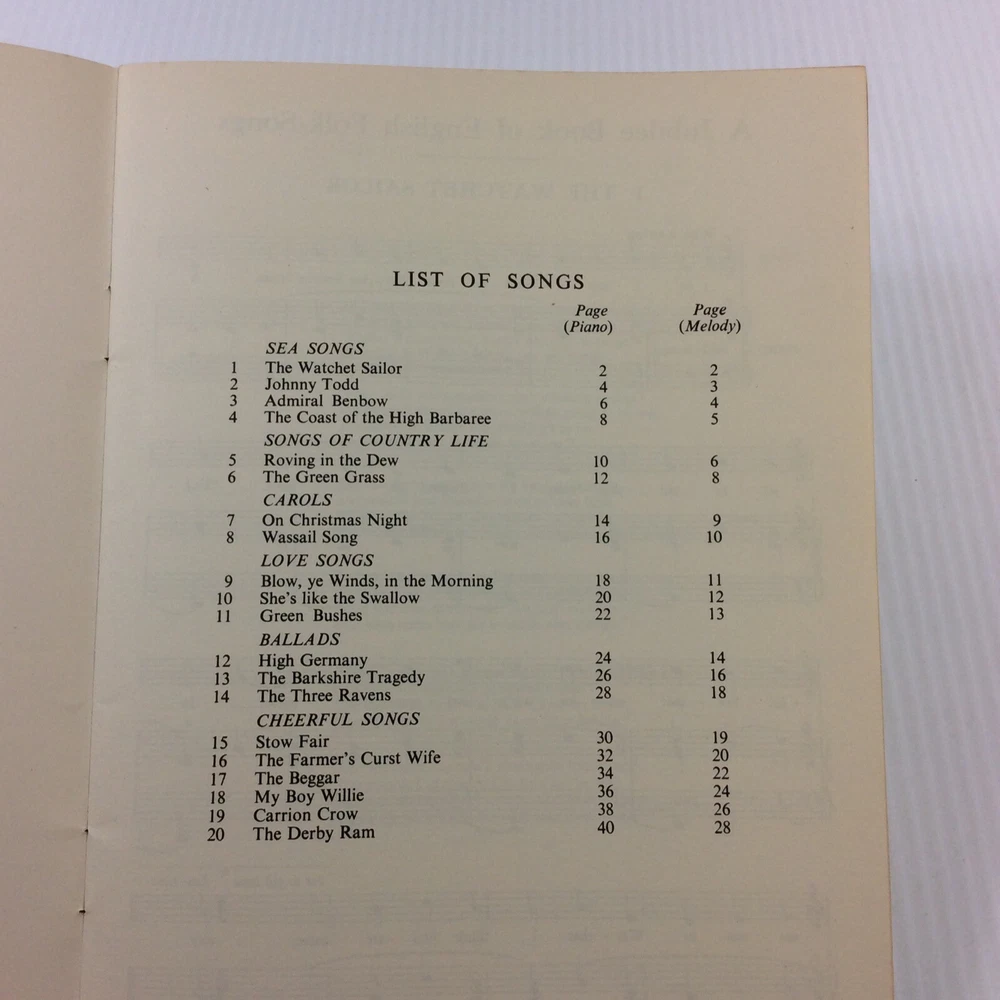 LIST OF SONGS
Page Page
(Piano) (Melody)
SEA SONGS
1 The Watchet Sailor 2 2
2 Johnny Todd 4 3
3 Admiral Benbow 6 4
4 The Coast of the High Barbaree 8 5
SONGS OF COUNTRY LIFE
5 Roving in the Dew 10 6
6 The Green Grass 12 8
CAROLS
7 On Christmas Night 14 9
8 Wassail Song 16 10
LOVE SONGS
9 Blow, ye Winds, in the Morning 18 11
10 She's like the Swallow 20 12
11 Green Bushes 22 13
BALLADS
12 High Germany 24 14
13 The Barkshire Tragedy 26 16
14 The Three Ravens 28 18
CHEERFUL SONGS
15 Stow Fair 30 19
16 The Farmer's Curst Wife 32 20
17 The Beggar 34 22
18 My Boy Willie 36 24
19 Carrion Crow 38 26
20 The Derby Ram 40 28